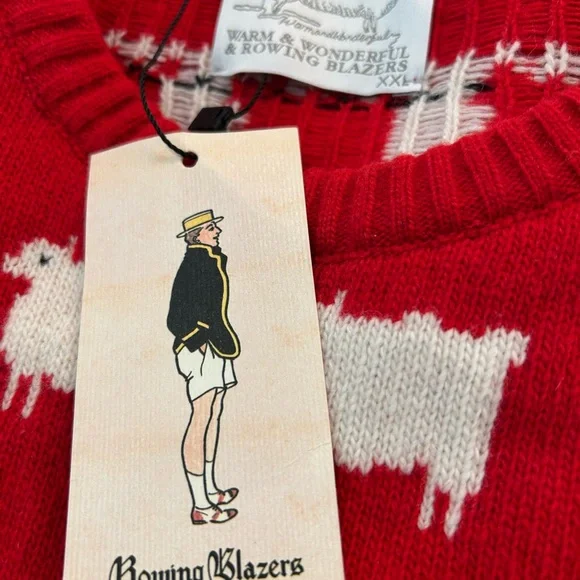 WARM & WONDERFUL
& ROWING BLAZERS
XXL
Rowing Blazers